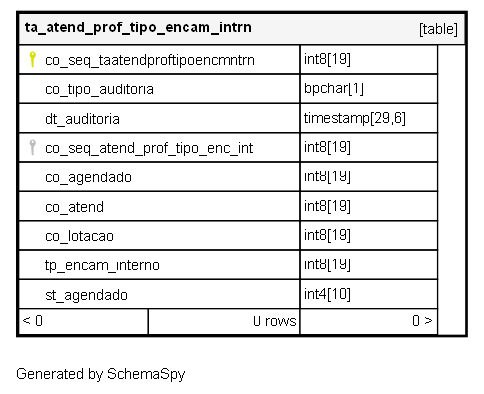 ta_atend_prof_tipo_encam_intrn [table]
co_seq_taatendproftipoencmntrn int8[19]
co_tipo_auditoria bpchar[1]
dt_auditoria timestamp[29,6]
co_seq_atend_prof_tipo_enc_int int8[19]
co_agendado int8[19]
co_atend int8[19]
co_lotacao int8[19]
tp_encam_interno int8[19]
st_agendado int4[10]
< 0 0 rows 0 >
Generated by SchemaSpy